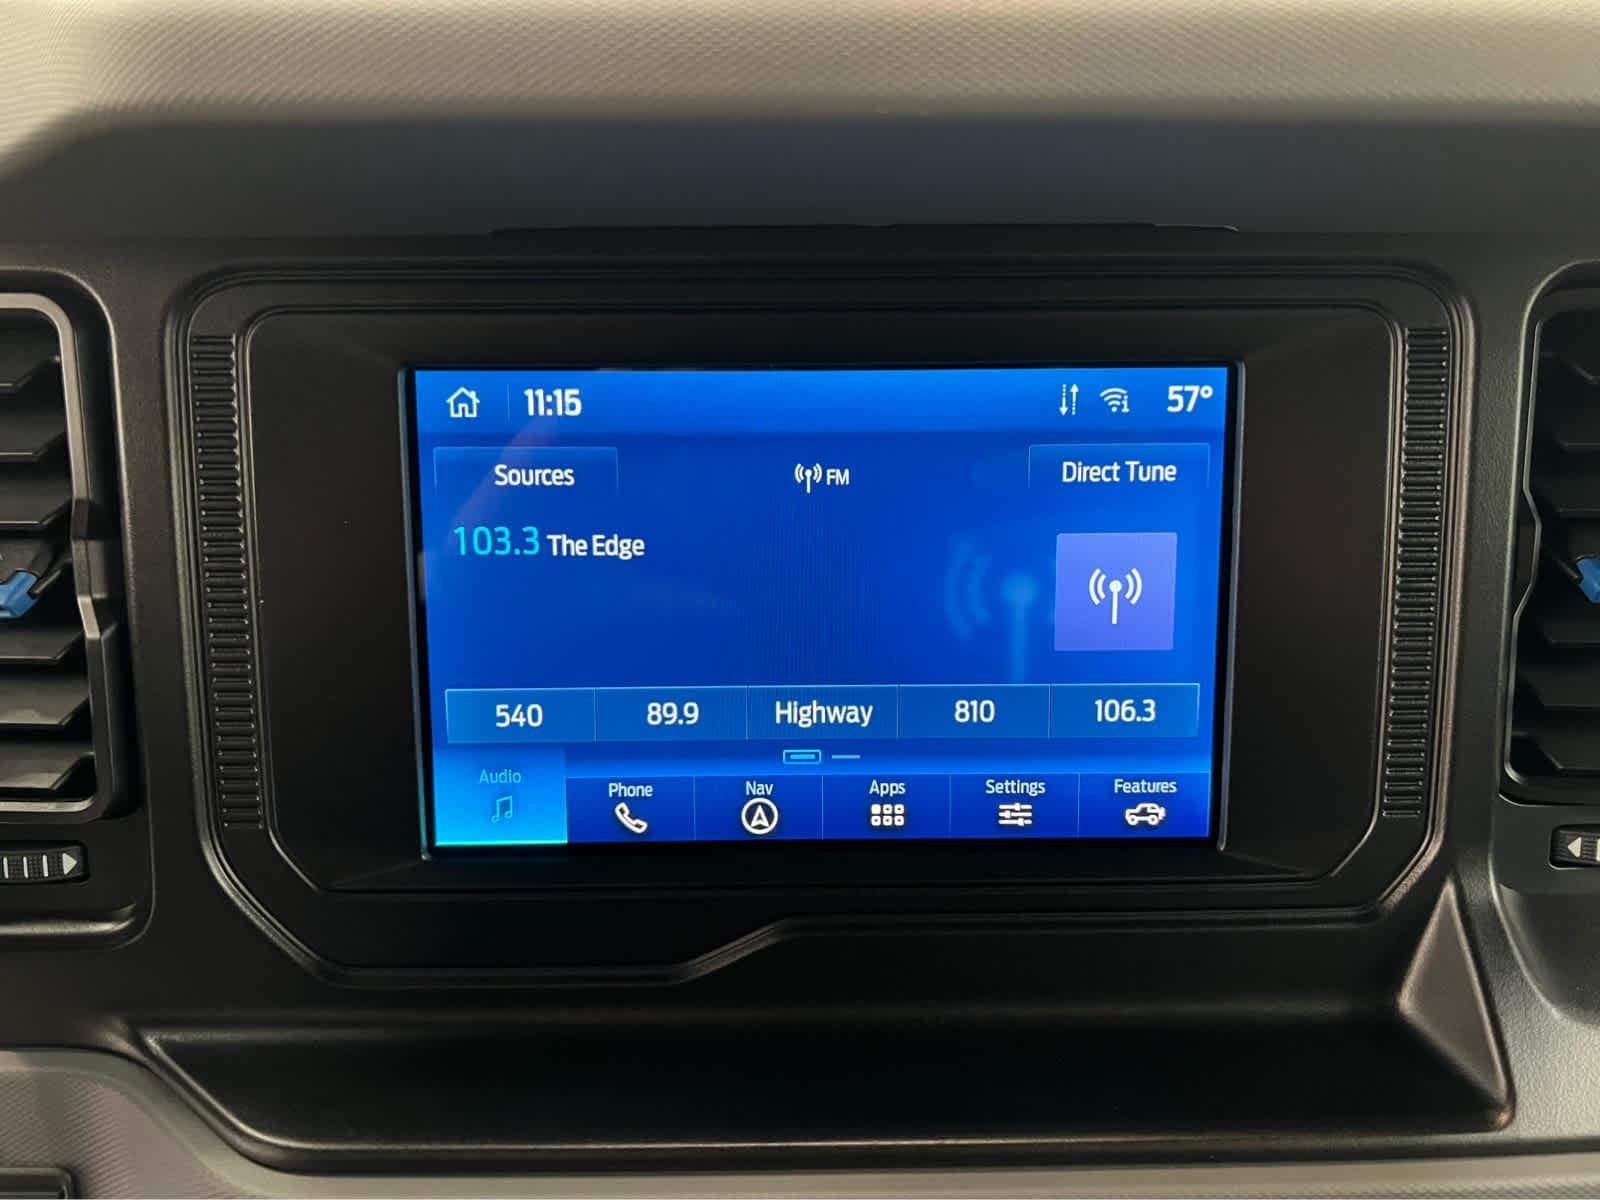 11:15 57°
Sources FM Direct Tune
103.3 The Edge
540 89.9 Highway 810 106.3
Audio Phone Nav Apps Settings Features